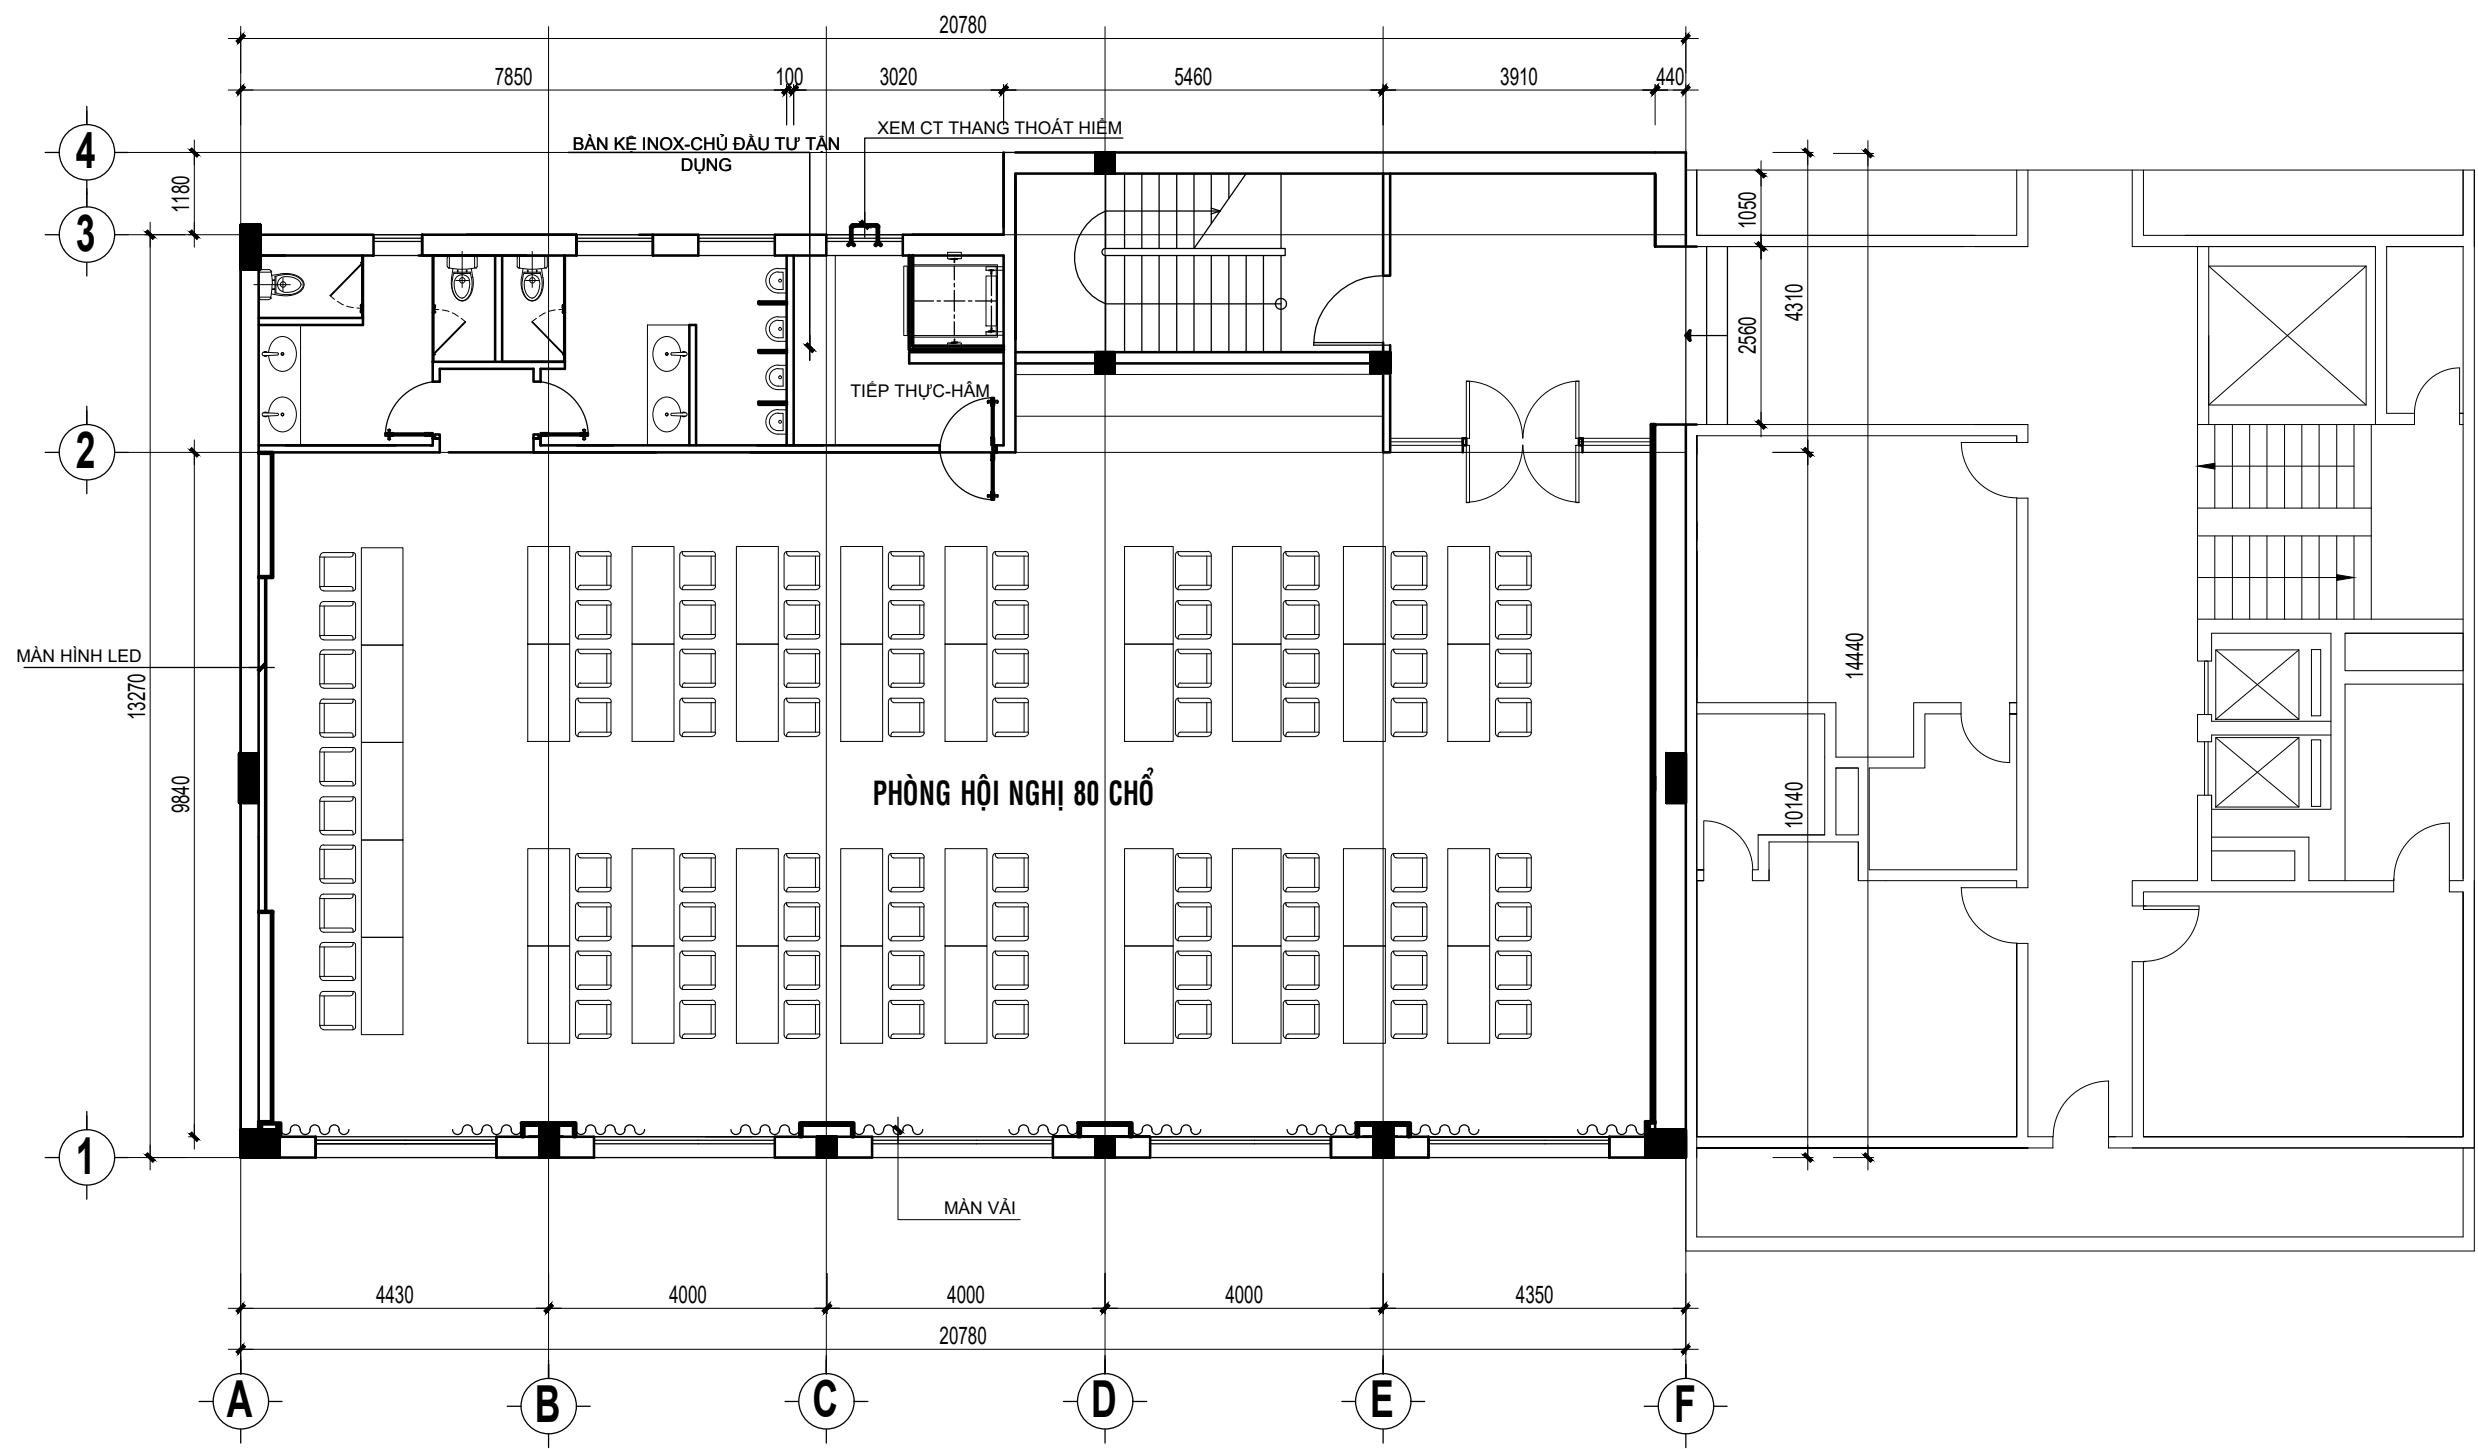 20780
7850
100
3020
5460
3910
440
XEM CT THANG THOÁT HIỂM
BÀN KÊ INOX-CHỦ ĐẦU TƯ TẬN
DỤNG
4
1180
3
1050
4310
2560
TIẾP THỰC-HÂM
2
MÀN HÌNH LED
13270
14440
9840
PHÒNG HỘI NGHỊ 80 CHỔ
10140
1
MÀN VẢI
4430
4000
4000
4000
4350
20780
A
B
C
D
E
F